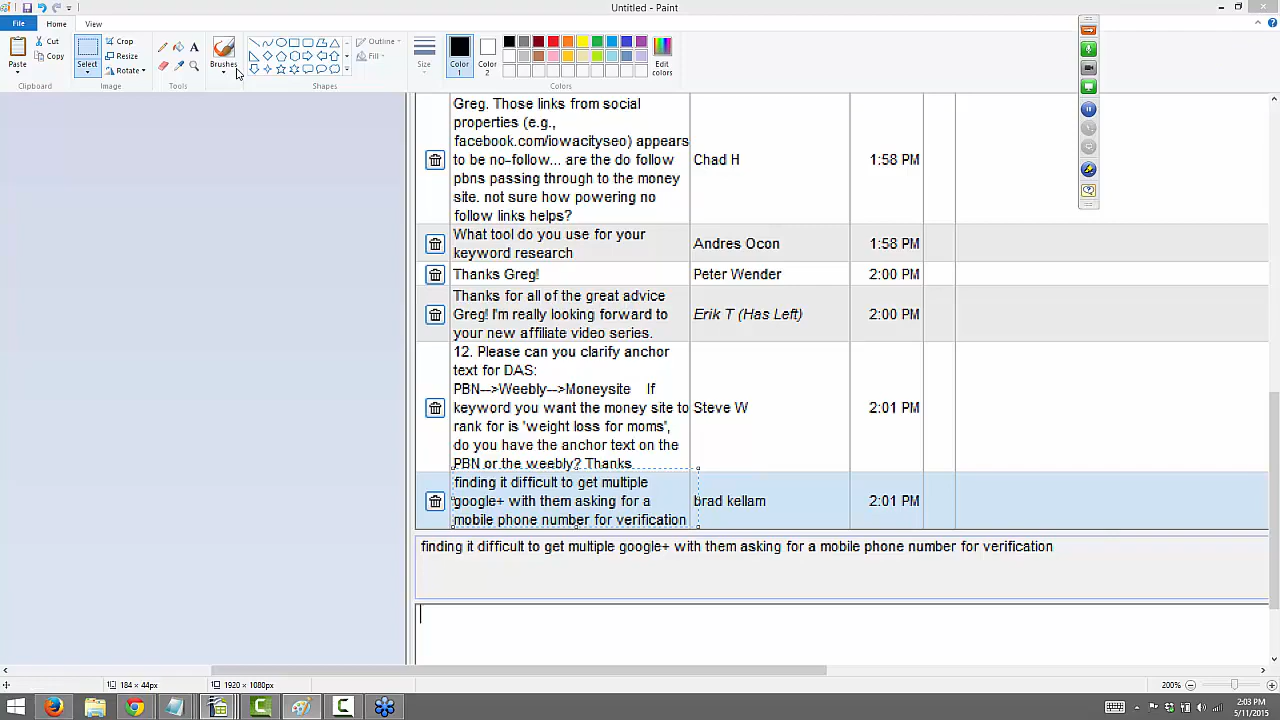 Untitled - Paint
File
Home
View
Paste
Cut
Copy
Clipboard
Select
Crop
Resize
Rotate
Image
A
Tools
Brushes
Outline
Fill
Shapes
Size
Color
1
Color
2
Edit
colors
Colors
Greg. Those links from social
properties (e.g.,
facebook.com/iowacityseo) appears
to be no-follow... are the do follow
pbns passing through to the money
site. not sure how powering no
follow links helps?
Chad H
1:58 PM
What tool do you use for your
keyword research
Andres Ocon
1:58 PM
Thanks Greg!
Peter Wender
2:00 PM
Thanks for all of the great advice
Greg! I'm really looking forward to
your new affiliate video series.
Erik T (Has Left)
2:00 PM
12. Please can you clarify anchor
text for DAS:
PBN-->Weebly-->Moneysite If
keyword you want the money site to
rank for is 'weight loss for moms',
do you have the anchor text on the
PBN or the weebly? Thanks
Steve W
2:01 PM
finding it difficult to get multiple
google+ with them asking for a
mobile phone number for verification
brad kellam
2:01 PM
finding it difficult to get multiple google+ with them asking for a mobile phone number for verification
184 × 44px
1920 × 1080px
200%
2:03 PM
5/11/2015